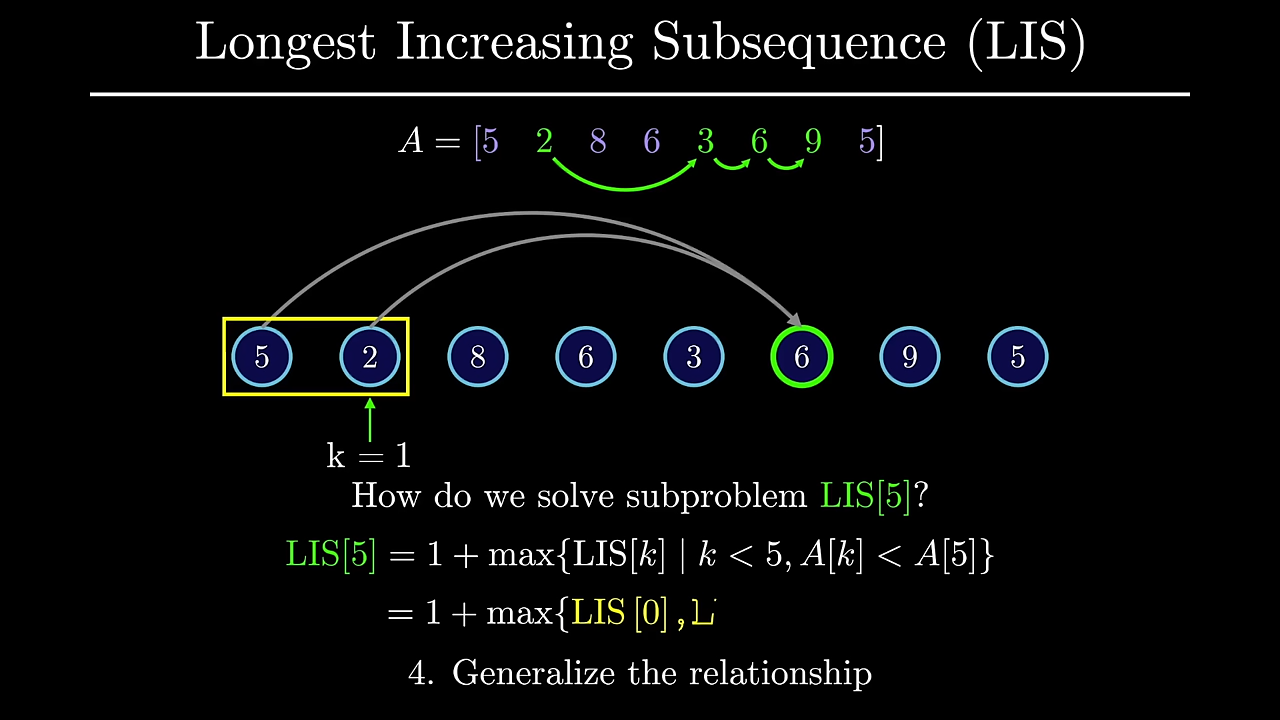 Longest Increasing Subsequence (LIS)
A = [5 2 8 6 3 6 9 5]
5 2 8 6 3 6 9 5
k = 1
How do we solve subproblem LIS[5]?
LIS[5] = 1 + max{LIS[k] | k < 5, A[k] < A[5]}
= 1 + max{LIS [0] ,
4. Generalize the relationship